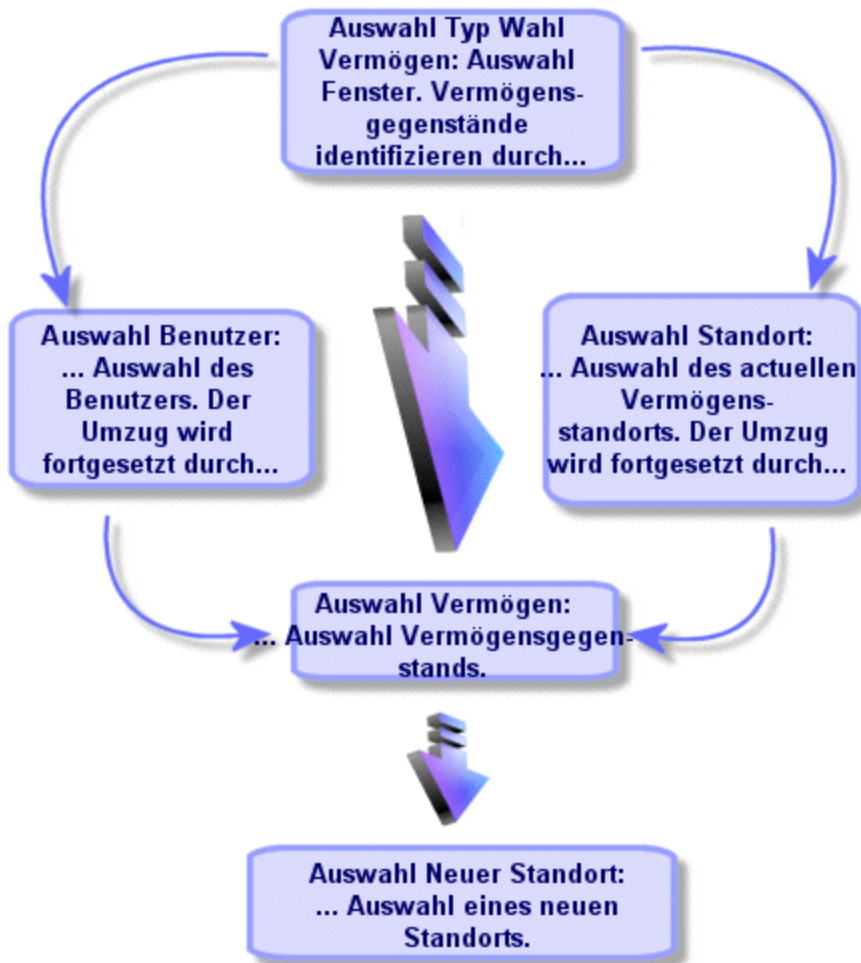 Auswahl Typ Wahl
Vermögen: Auswahl
Fenster. Vermögens-
gegenstände
identifizieren durch...
Auswahl Benutzer:
... Auswahl des
Benutzers. Der
Umzug wird
fortgesetzt durch...
Auswahl Standort:
... Auswahl des actuellen
Vermögens-
standorts. Der Umzug
wird fortgesetzt durch...
Auswahl Vermögen:
... Auswahl Vermögensgegen-
stands.
Auswahl Neuer Standort:
... Auswahl eines neuen
Standorts.